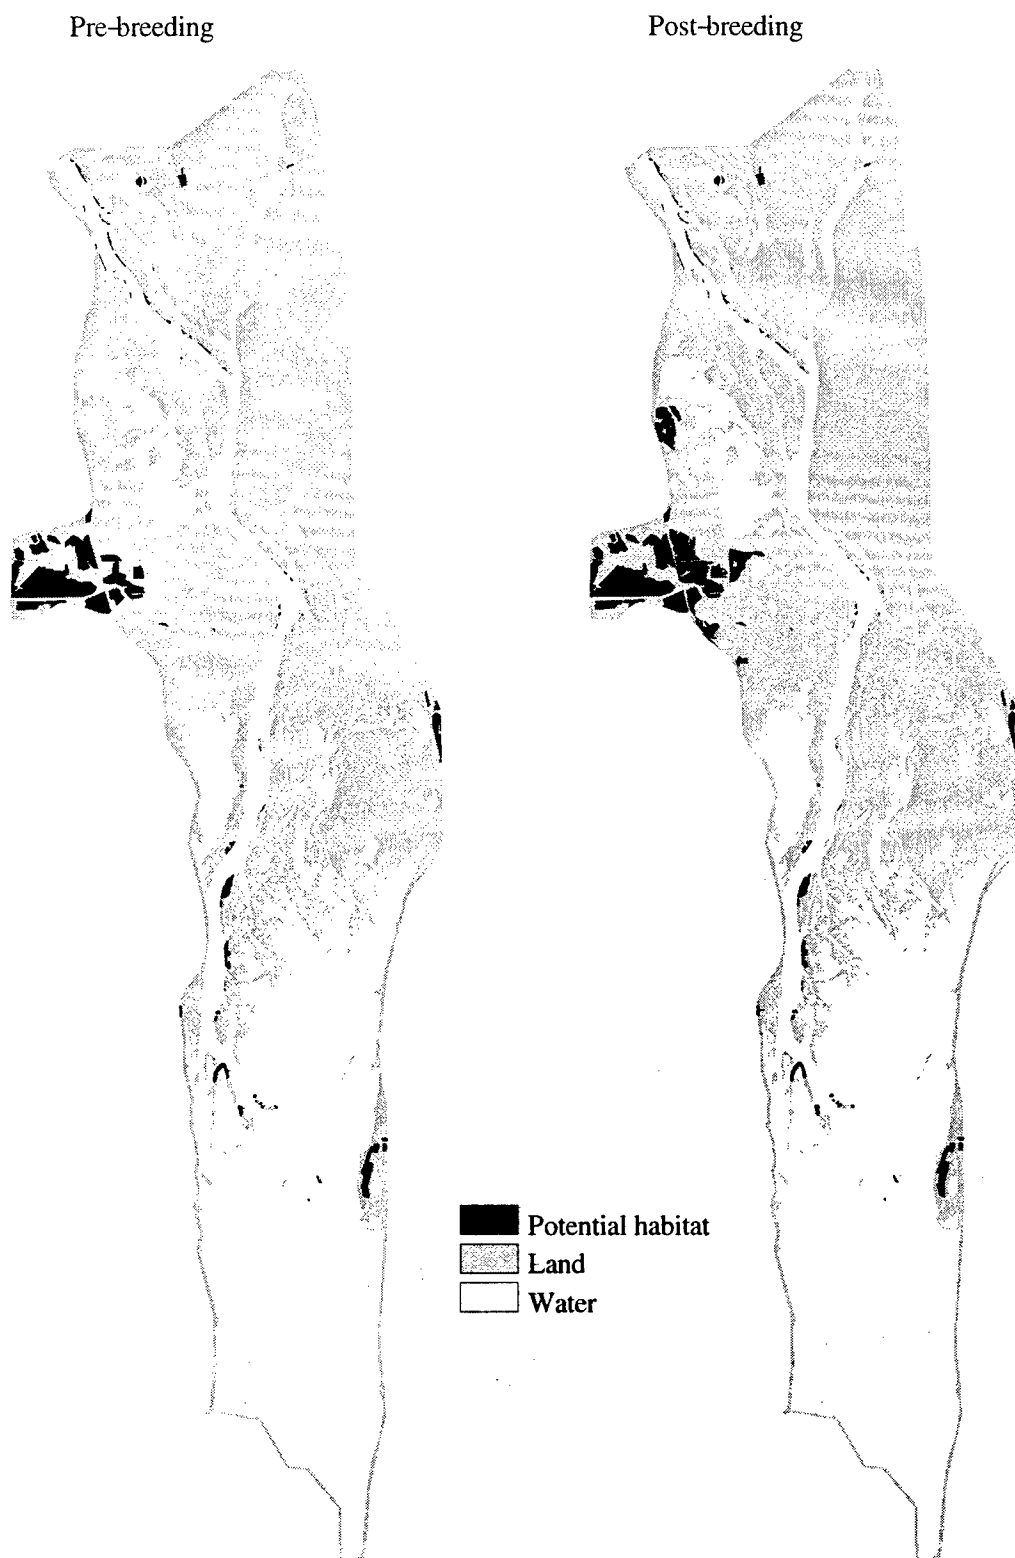 Pre-breeding
Post-breeding
Potential habitat
Land
Water